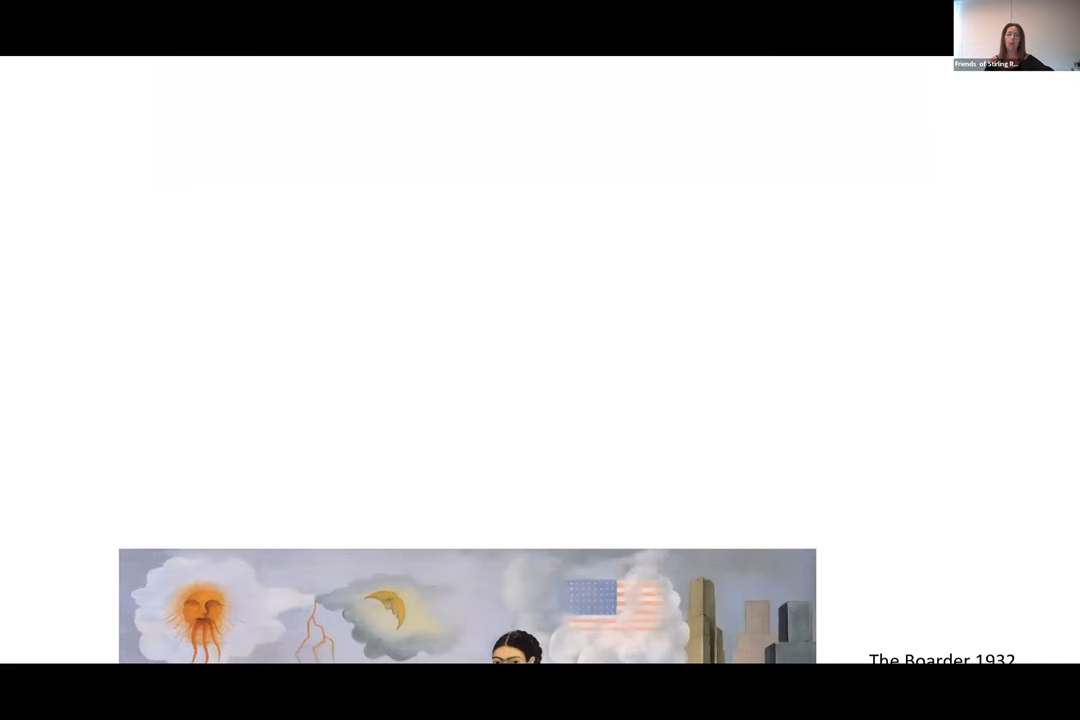 Friends of Stirling R...
The Boarder 1932